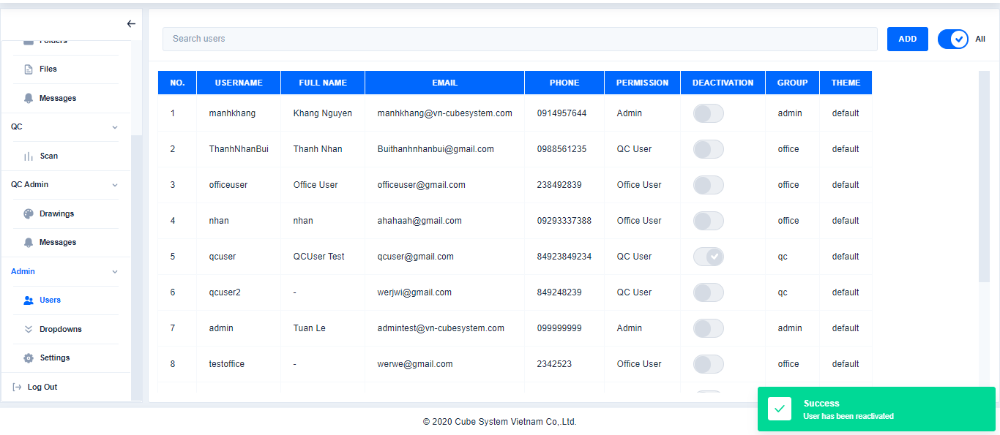 Folders
Files
Messages
QC
Scan
QC Admin
Drawings
Messages
Admin
Users
Dropdowns
Settings
Log Out
Search users
ADD
All
NO. USERNAME FULL NAME EMAIL PHONE PERMISSION DEACTIVATION GROUP THEME
1 manhkhang Khang Nguyen manhkhang@vn-cubesystem.com 0914957644 Admin admin default
2 ThanhNhanBui Thanh Nhan Buithanhnhanbui@gmail.com 0988561235 QC User office default
3 officeuser Office User officeuser@gmail.com 238492839 Office User office default
4 nhan nhan ahahaah@gmail.com 09293337388 Office User office default
5 qcuser QCUser Test qcuser@gmail.com 84923849234 QC User qc default
6 qcuser2 - werjwi@gmail.com 849248239 QC User qc default
7 admin Tuan Le admintest@vn-cubesystem.com 099999999 Admin admin default
8 testoffice - werwe@gmail.com 2342523 Office User office default
Success
User has been reactivated
© 2020 Cube System Vietnam Co,.Ltd.